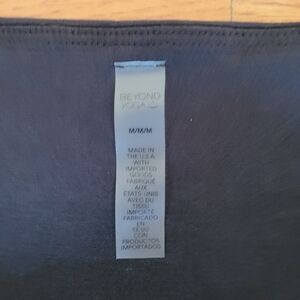 BEYOND
YOGA
M/M/M
MADE IN
THE U.S.A.
WITH
IMPORTED
GOODS
FABRIQUÉ
AUX
ÉTATS-UNIS
AVEC DU
TISSU
IMPORTÉ
FABRICADO
EN
EE.UU
CON
PRODUCTOS
IMPORTADOS